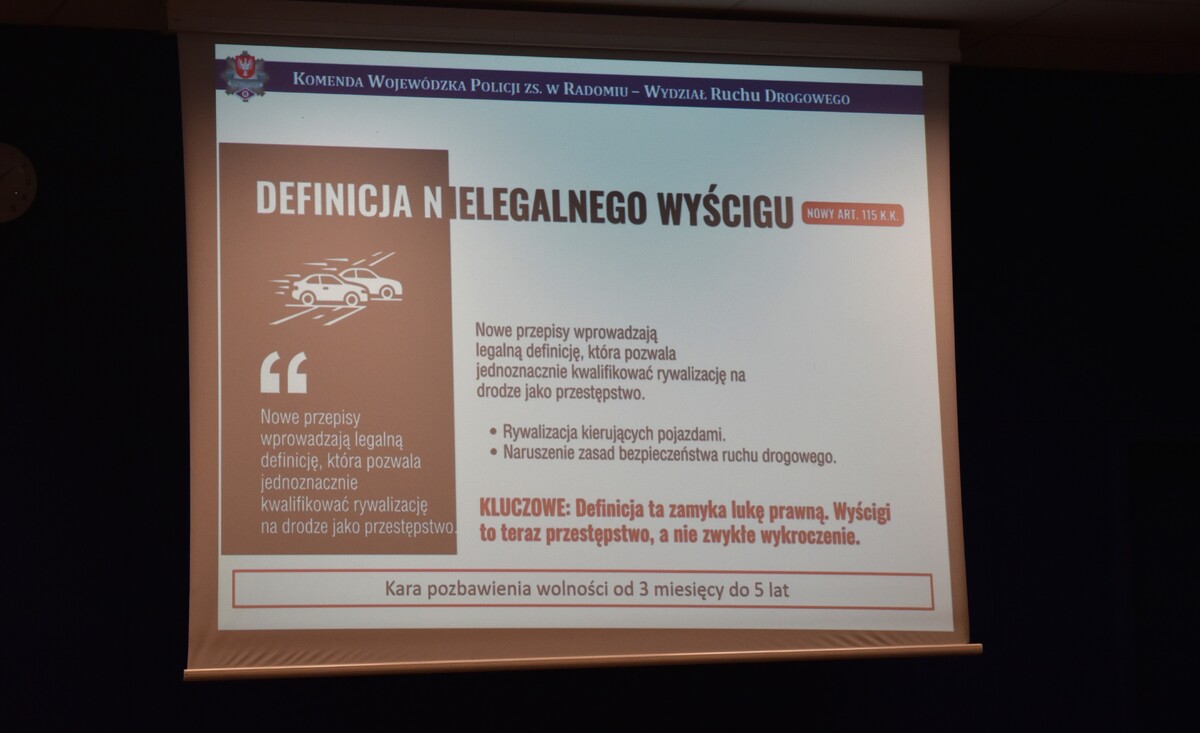 KOMENDA WOJEWÓDZKA POLICJI ZS. W RADOMIU – WYDZIAŁ RUCHU DROGOWEGO
DEFINICJA NIELEGALNEGO WYŚCIGU
NOWY ART. 115 K.K.
Nowe przepisy
wprowadzają legalną
definicję, która pozwala
jednoznacznie
kwalifikować rywalizację
na drodze jako przestępstwo.
Nowe przepisy wprowadzają
legalną definicję, która pozwala
jednoznacznie kwalifikować rywalizację na
drodze jako przestępstwo.
• Rywalizacja kierujących pojazdami.
• Naruszenie zasad bezpieczeństwa ruchu drogowego.
KLUCZOWE: Definicja ta zamyka lukę prawną. Wyścigi
to teraz przestępstwo, a nie zwykłe wykroczenie.
Kara pozbawienia wolności od 3 miesięcy do 5 lat